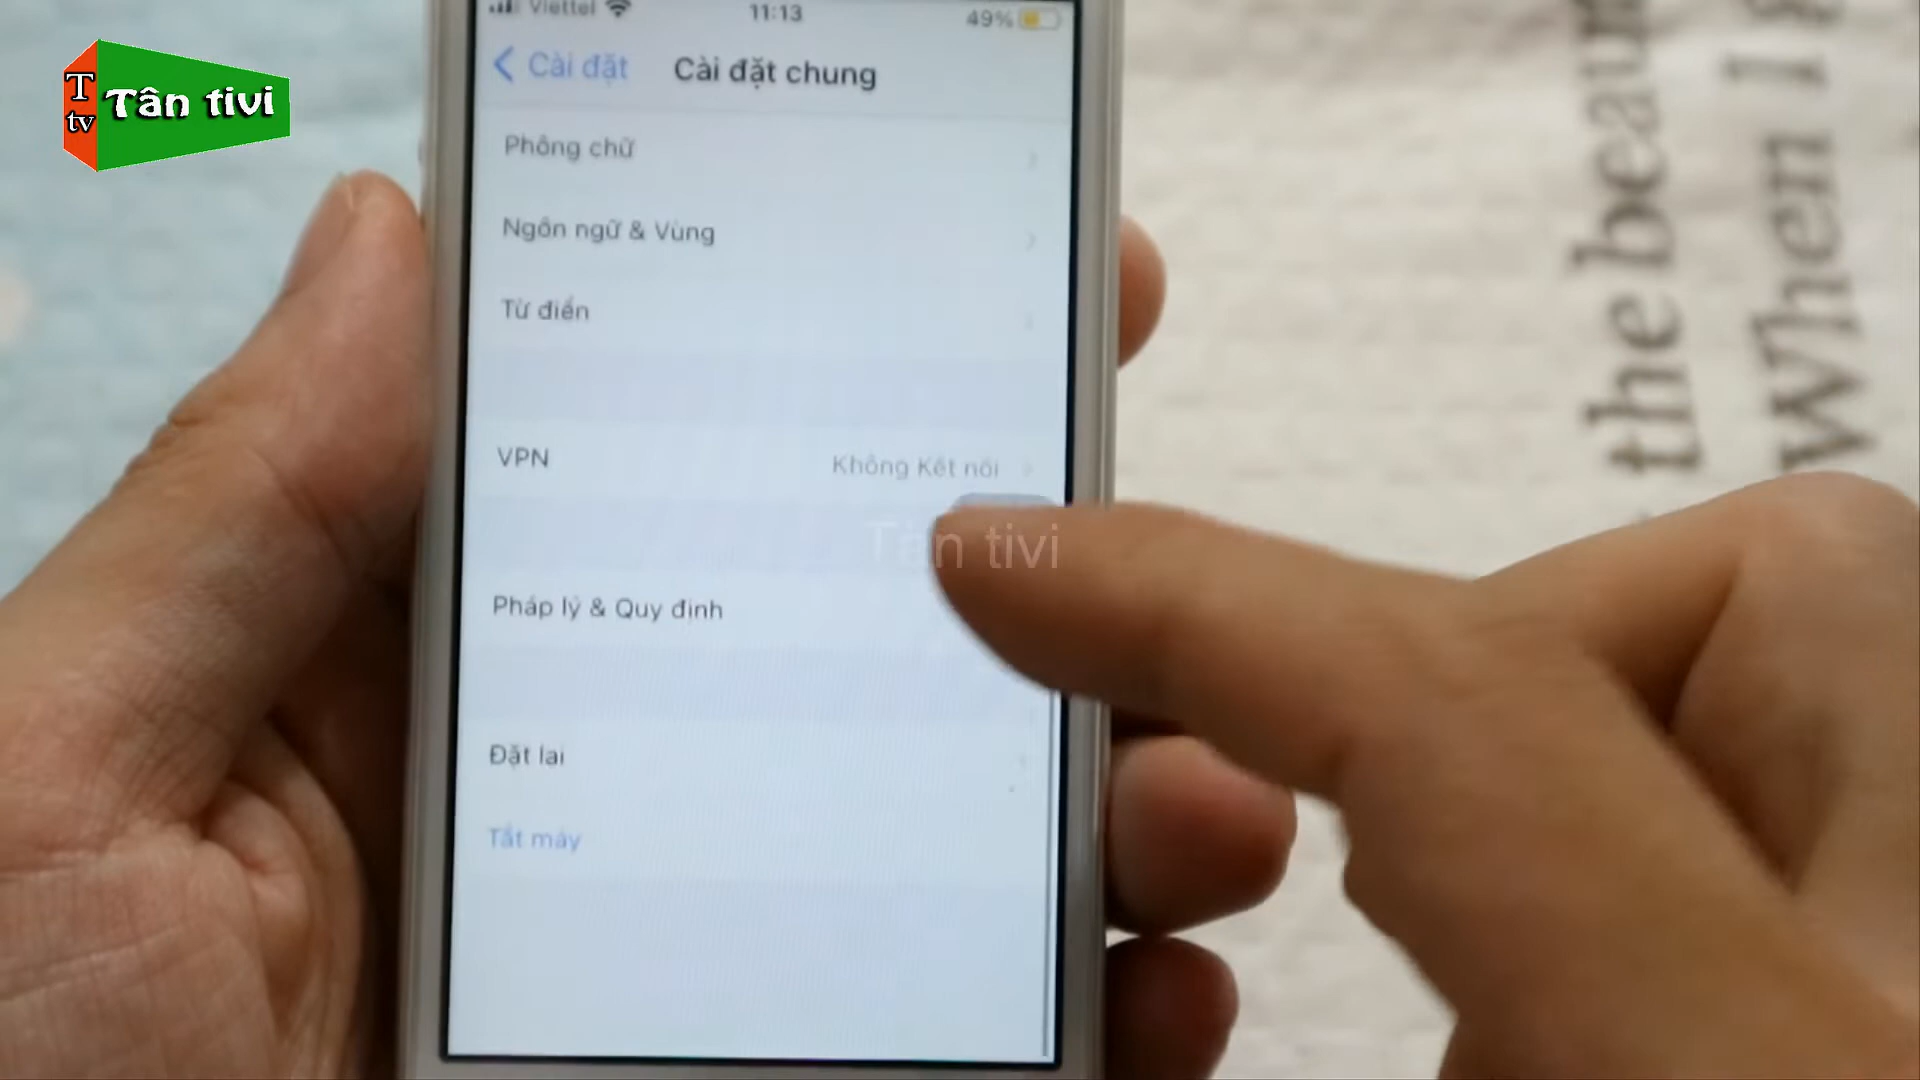 T
tv
Tân tivi
Viettel
11:13
49%
Cài đặt
Cài đặt chung
Phông chữ
Ngôn ngữ & Vùng
Từ điển
VPN
Không Kết nối
Tân tivi
Pháp lý & Quy định
Đặt lại
Tắt máy
the beau
When I